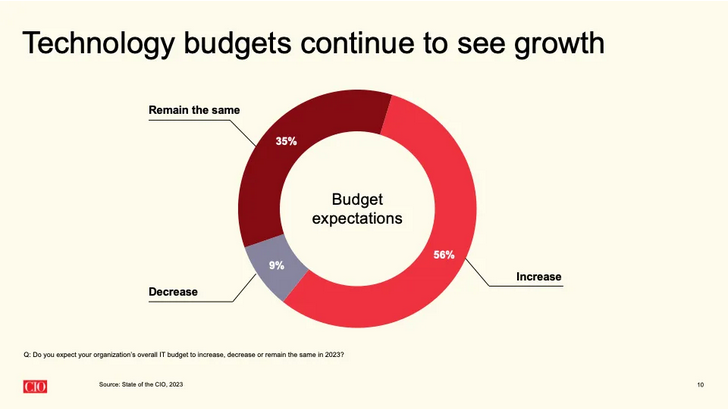 Technology budgets continue to see growth
Remain the same
35%
Budget
expectations
56%
Increase
9%
Decrease
Q: Do you expect your organization's overall IT budget to increase, decrease or remain the same in 2023?
CIO
Source: State of the CIO, 2023
10